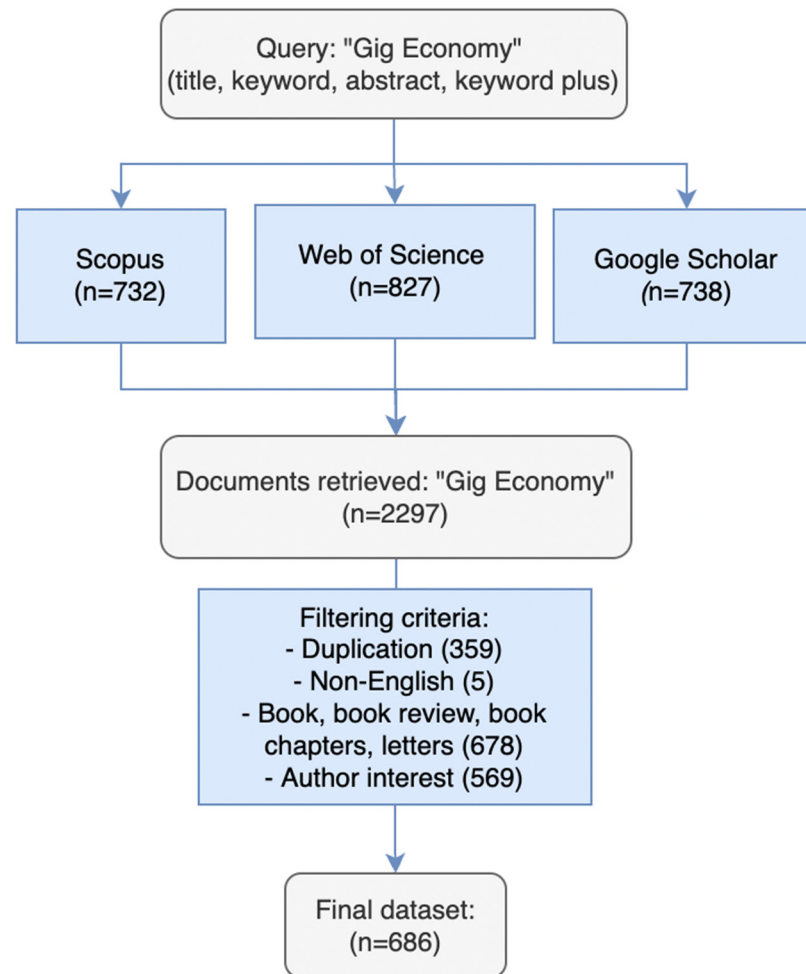 Query: "Gig Economy"
(title, keyword, abstract, keyword plus)
Scopus
(n=732)
Web of Science
(n=827)
Google Scholar
(n=738)
Documents retrieved: "Gig Economy"
(n=2297)
Filtering criteria:
- Duplication (359)
- Non-English (5)
- Book, book review, book
chapters, letters (678)
- Author interest (569)
Final dataset:
(n=686)